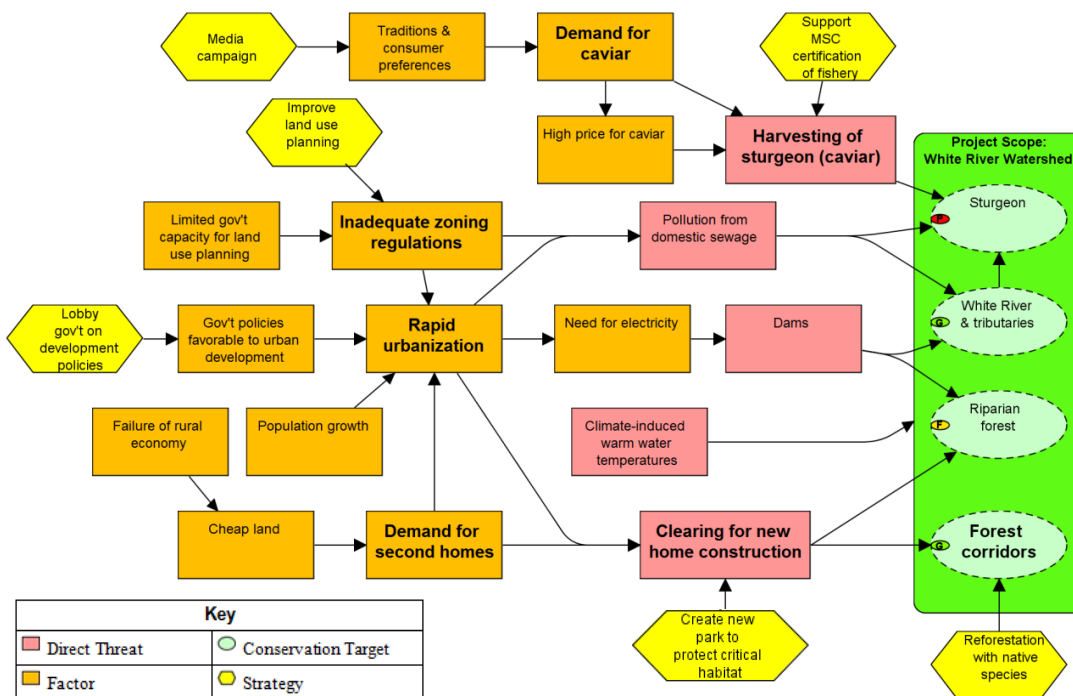 Media
campaign
Traditions &
consumer
preferences
Demand for
caviar
Support
MSC
certification
of fishery
Improve
land use
planning
High price for caviar
Harvesting of
sturgeon (caviar)
Project Scope:
White River Watershed
Sturgeon
P
Limited gov't
capacity for land
use planning
Inadequate zoning
regulations
Pollution from
domestic sewage
White River
& tributaries
G
Lobby
gov't on
development
policies
Gov't policies
favorable to urban
development
Rapid
urbanization
Need for electricity
Dams
Failure of rural
economy
Population growth
Climate-induced
warm water
temperatures
Riparian
forest
F
Cheap land
Demand for
second homes
Clearing for new
home construction
Forest
corridors
G
Create new
park to
protect critical
habitat
Reforestation
with native
species
Key
Direct Threat
Conservation Target
Factor
Strategy